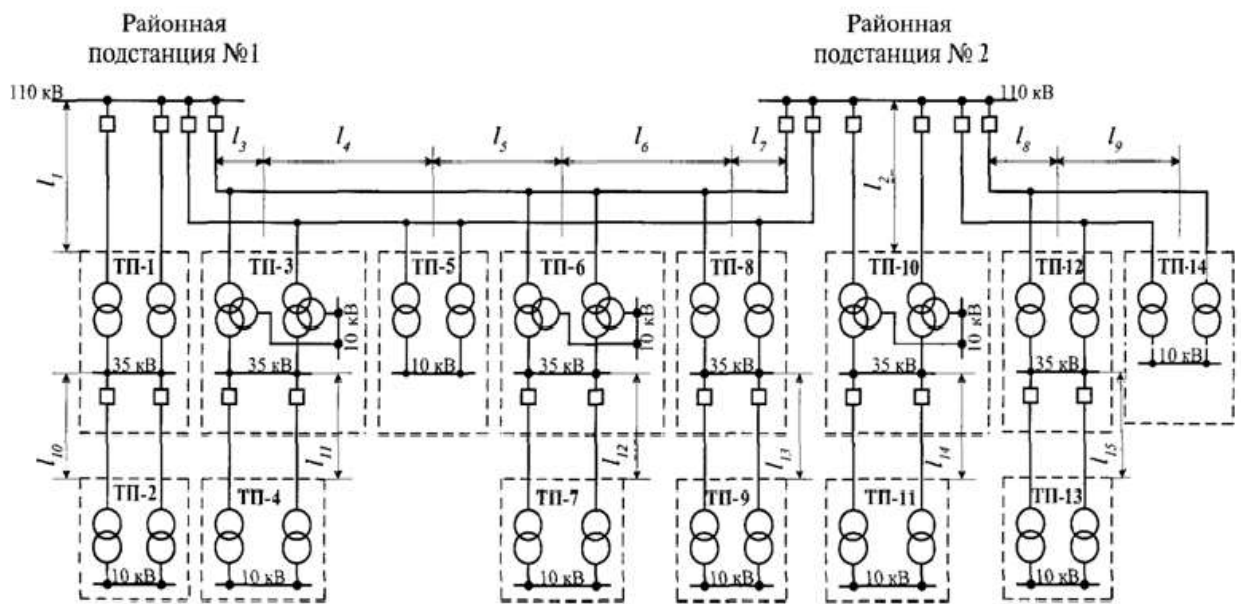 Районная
подстанция №1
Районная
подстанция № 2
110 кВ
110 кВ
l3
l4
l5
l6
l7
l8
l9
l1
l2
ТП-1
ТП-3
ТП-5
ТП-6
ТП-8
ТП-10
ТП-12
ТП-14
10 кВ
10 кВ
10 кВ
35 кВ
35 кВ
10 кВ
35 кВ
35 кВ
35 кВ
35 кВ
10 кВ
l10
l11
l12
l13
l14
l15
ТП-2
ТП-4
ТП-7
ТП-9
ТП-11
ТП-13
10 кВ
10 кВ
10 кВ
10 кВ
10 кВ
10 кВ